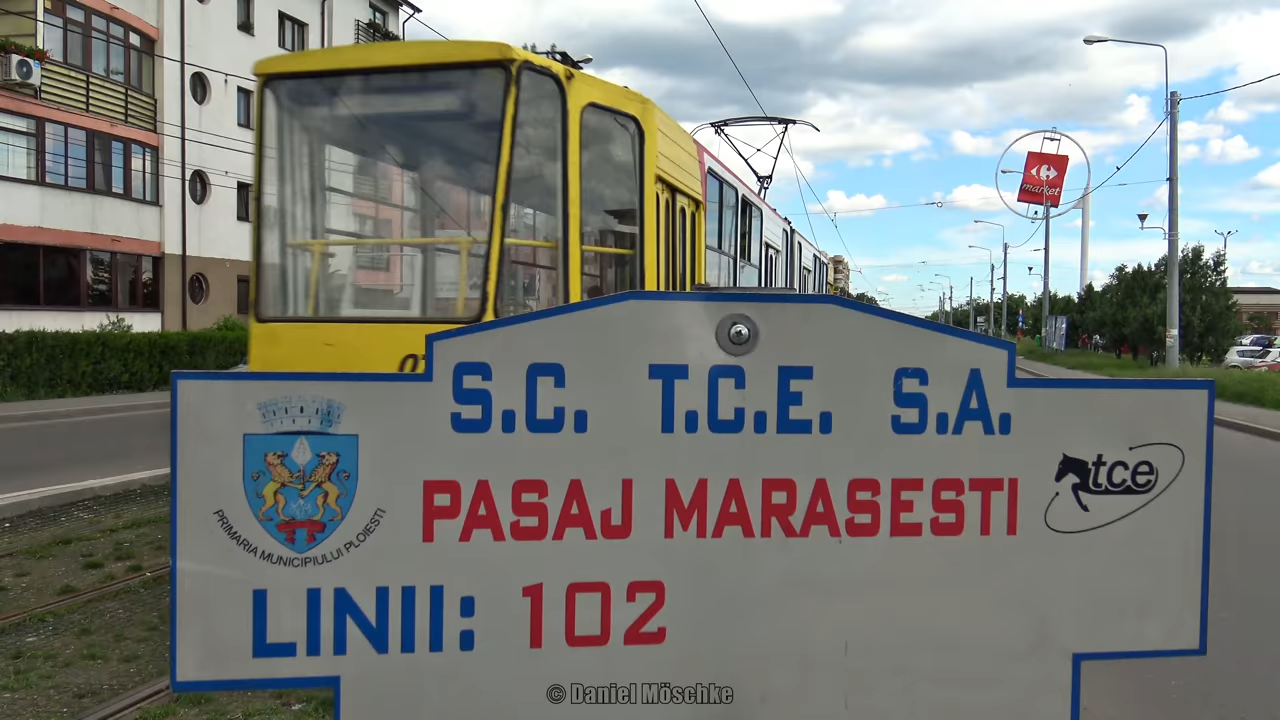 market
S.C. T.C.E. S.A.
PASAJ MARASESTI
tce
PRIMARIA MUNICIPIULUI PLOIESTI
LINII: 102
© Daniel Möschke